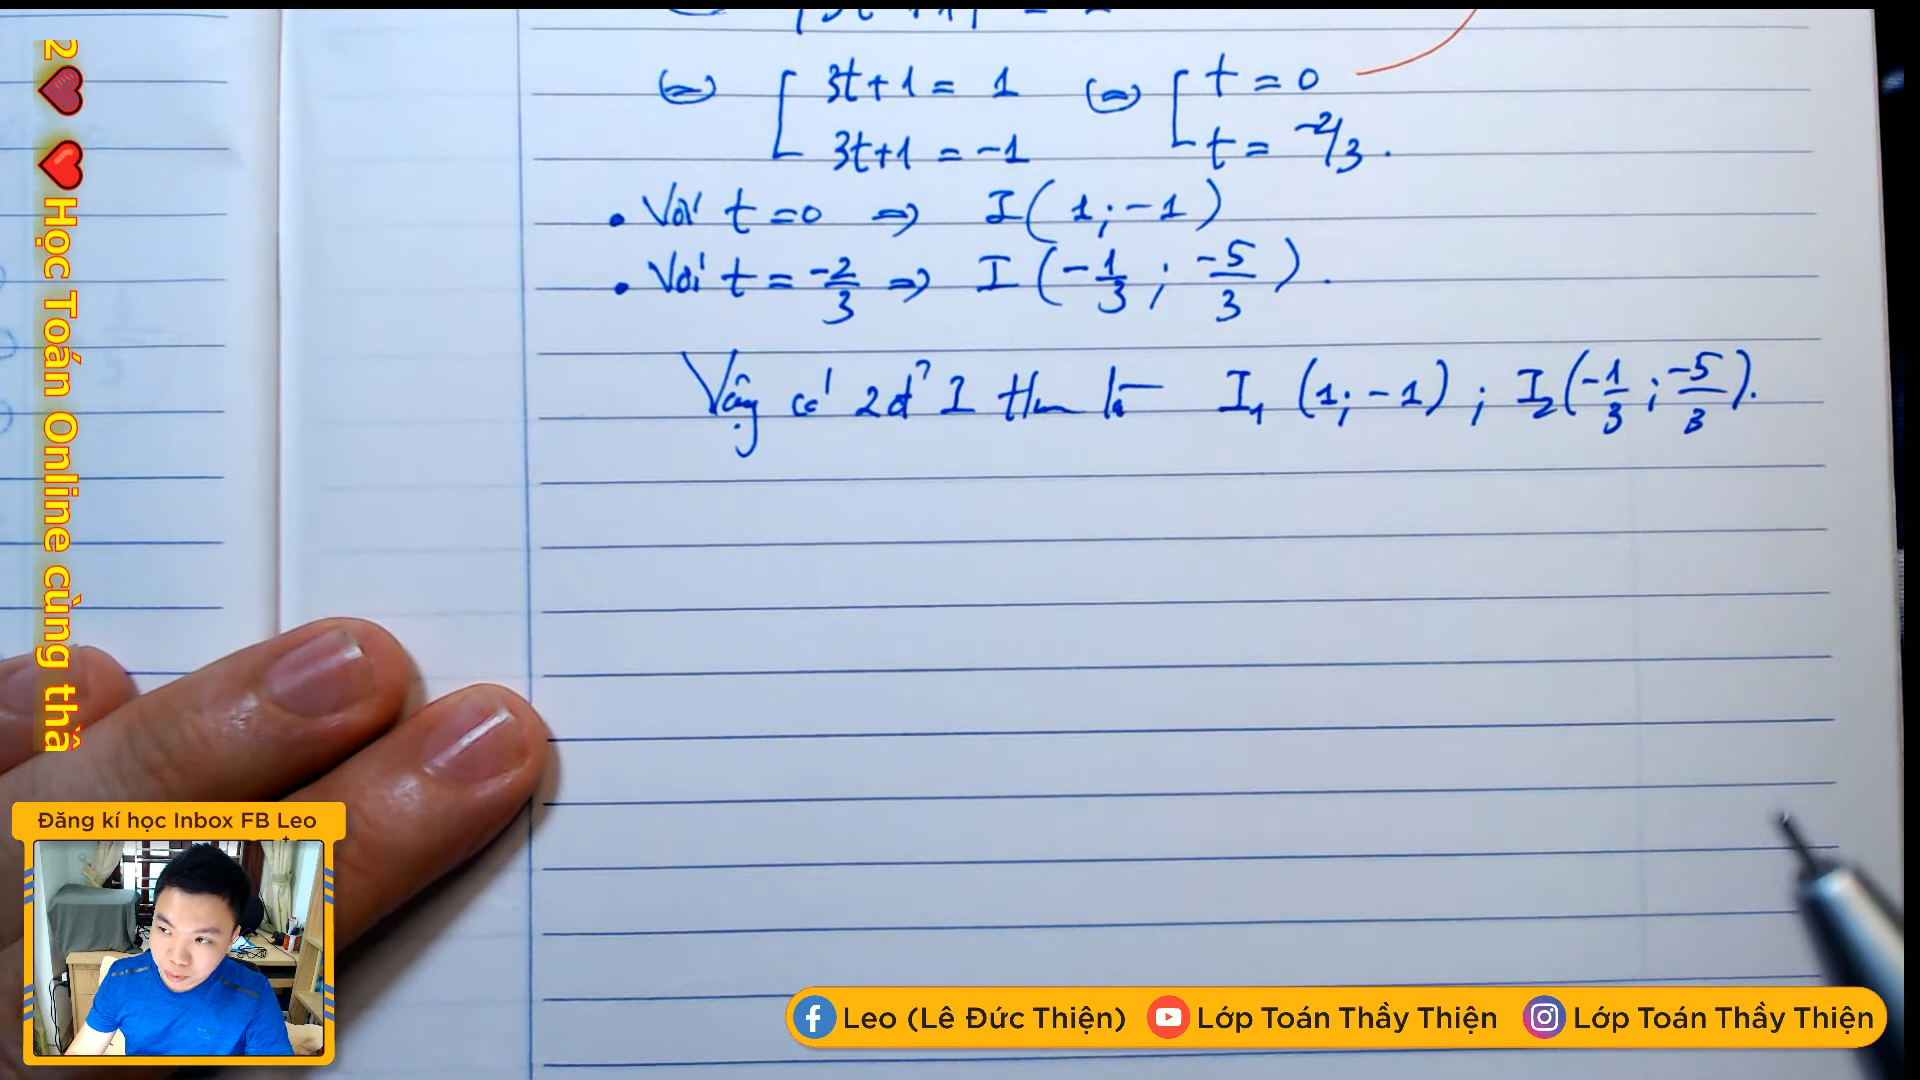 ⇔ [ 3t+1 = 1 ⇔ [ t = 0
3t+1 = -1 t = -2/3 .
• Với t = 0 ⇒ I ( 1 ; -1 )
• Với t = -2/3 ⇒ I ( -1/3 ; -5/3 ) .
Vậy có 2 đ' I là I1 ( 1 ; -1 ) ; I2 ( -1/3 ; -5/3 ).
2❤️ ❤️Học Toán Online cùng thầ
Đăng kí học Inbox FB Leo
Leo (Lê Đức Thiện) Lớp Toán Thầy Thiện Lớp Toán Thầy Thiện